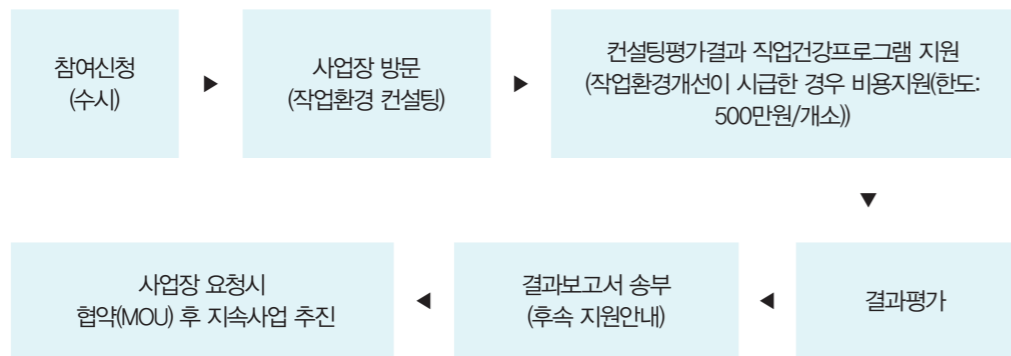 참여신청
(수시)
▶
사업장 방문
(작업환경 컨설팅)
▶
컨설팅평가결과 직업건강프로그램 지원
(작업환경개선이 시급한 경우 비용지원(한도:
500만원/개소))
▼
결과평가
◀
결과보고서 송부
(후속 지원안내)
◀
사업장 요청시
협약(MOU) 후 지속사업 추진